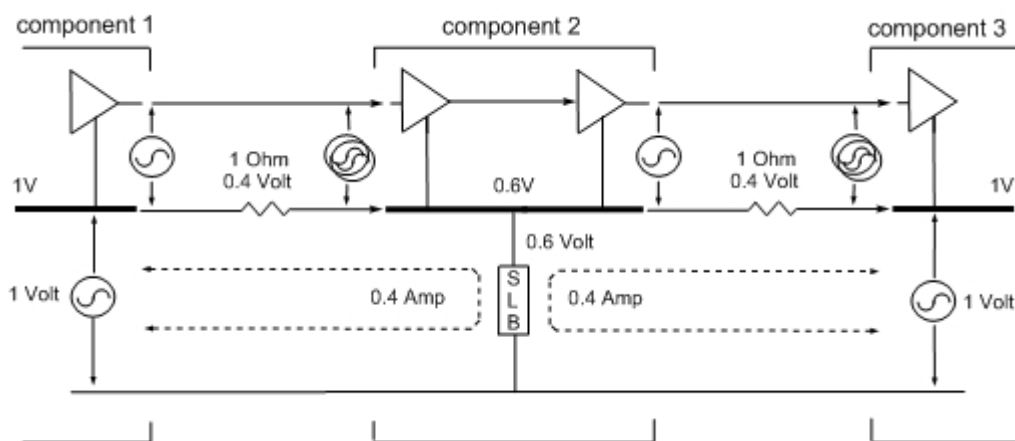 component 1
component 2
component 3
1 Ohm
0.4 Volt
1 Ohm
0.4 Volt
1V
0.6V
1V
0.6 Volt
1 Volt
0.4 Amp
S
L
B
0.4 Amp
1 Volt